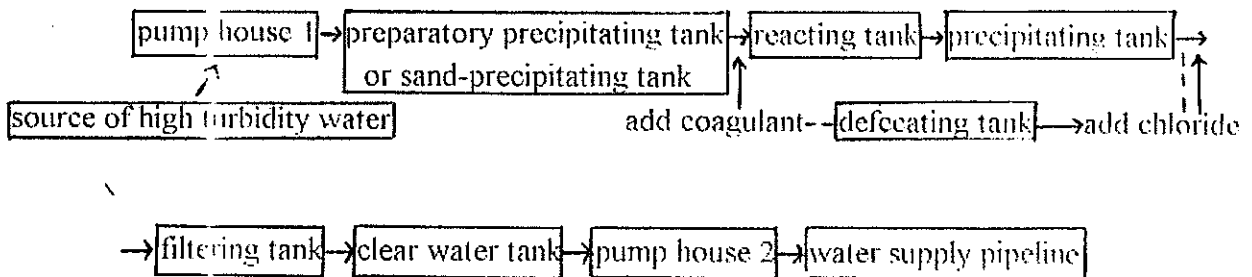 pump house 1 preparatory precipitating tank reacting tank precipitating tank
or sand-precipitating tank
source of high turbidity water add coagulant defecating tank add chloride
filtering tank clear water tank pump house 2 water supply pipeline